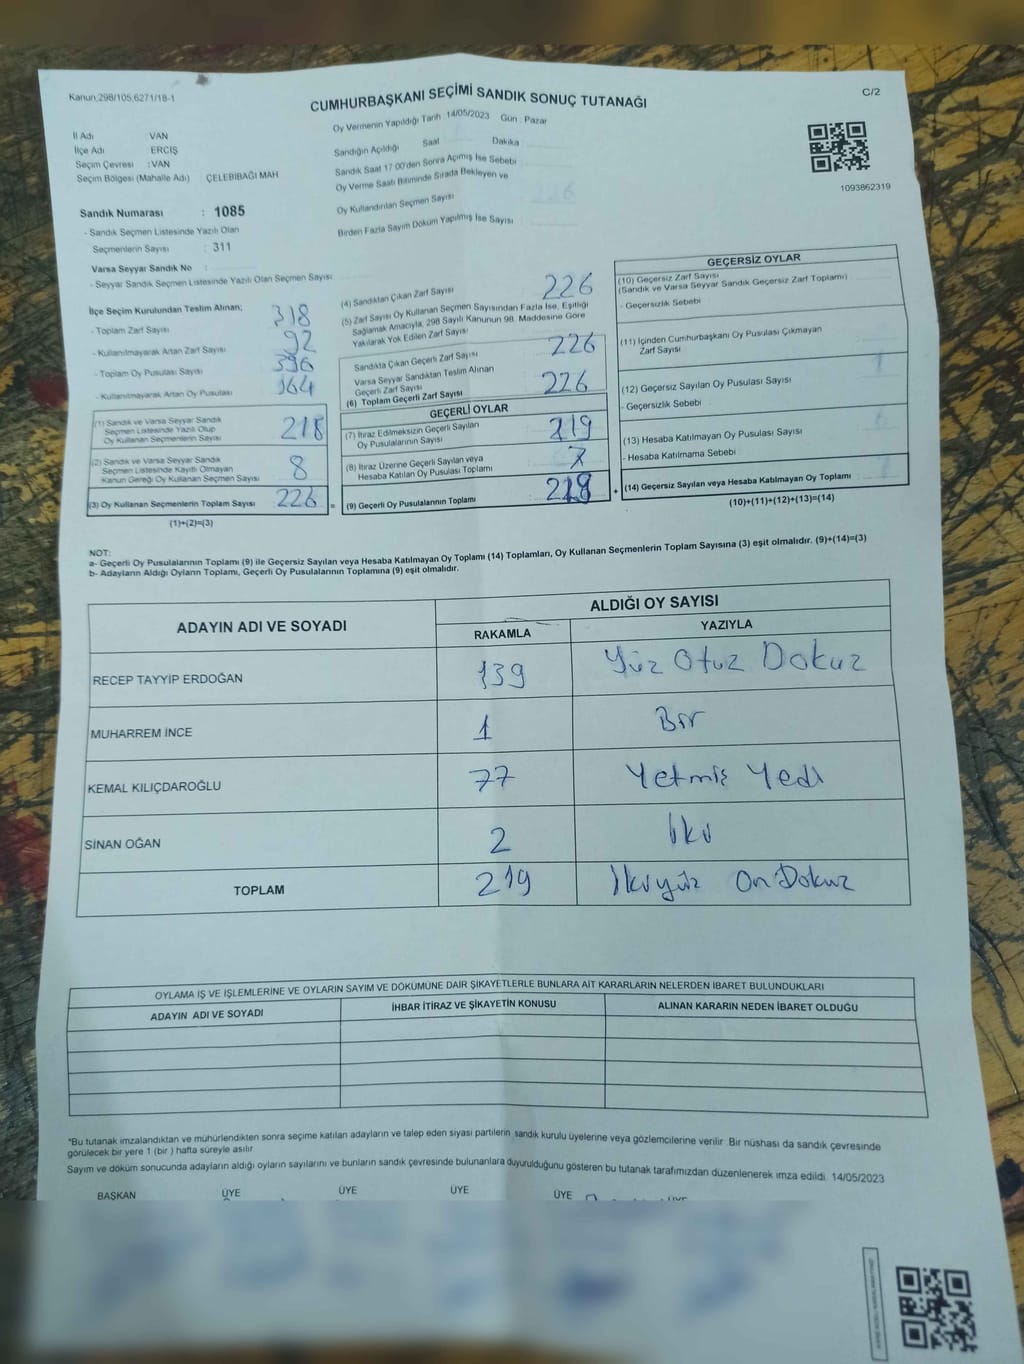 Kanun;298/105,6271/18-1
CUMHURBAŞKANI SEÇİMİ SANDIK SONUÇ TUTANAĞI
C/2
Oy Vermenin Yapıldığı Tarih :14/05/2023 Gün : Pazar
İl Adı VAN
İlçe Adı : ERCİŞ
Seçim Çevresi : VAN
Seçim Bölgesi (Mahalle Adı) : ÇELEBİBAĞI MAH
Sandığın Açıldığı Saat Dakika
Sandık Saat 17:00'den Sonra Açılmış İse Sebebi
Oy Verme Saati Bitiminde Sırada Bekleyen ve
Oy Kullandırılan Seçmen Sayısı
Birden Fazla Sayım Döküm Yapılmış İse Sayısı
1093862319
Sandık Numarası : 1085
- Sandık Seçmen Listesinde Yazılı Olan
Seçmenlerin Sayısı : 311
Varsa Seyyar Sandık No :
- Seyyar Sandık Seçmen Listesinde Yazılı Olan Seçmen Sayısı
İlçe Seçim Kurulundan Teslim Alınan;
- Toplam Zarf Sayısı 318
- Kullanılmayarak Artan Zarf Sayısı 92
- Toplam Oy Pusulası Sayısı
- Kullanılmayarak Artan Oy Pusulası 164
(1) Sandık ve Varsa Seyyar Sandık
Seçmen Listesinde Yazılı Olup
Oy Kullanan Seçmenlerin Sayısı 218
(2) Sandık ve Varsa Seyyar Sandık
Seçmen Listesinde Kayıtlı Olmayan
Kanun Gereği Oy Kullanan Seçmen Sayısı 8
(3) Oy Kullanan Seçmenlerin Toplam Sayısı 226 =
(1)+(2)=(3)
(4) Sandıktan Çıkan Zarf Sayısı 226
(5) Zarf Sayısı Oy Kullanan Seçmen Sayısından Fazla İse, Eşitliği
Sağlamak Amacıyla, 298 Sayılı Kanunun 98. Maddesine Göre
Yakılarak Yok Edilen Zarf Sayısı
Sandıkta Çıkan Geçerli Zarf Sayısı 226
Varsa Seyyar Sandıktan Teslim Alınan
Geçerli Zarf Sayısı
(6) Toplam Geçerli Zarf Sayısı 226
GEÇERLİ OYLAR
(7) İtiraz Edilmeksizin Geçerli Sayılan
Oy Pusulalarının Sayısı 219
(8) İtiraz Üzerine Geçerli Sayılan veya
Hesaba Katılan Oy Pusulası Toplamı
(9) Geçerli Oy Pusulalarının Toplamı +
GEÇERSİZ OYLAR
(10) Geçersiz Zarf Sayısı
(Sandık ve Varsa Seyyar Sandık Geçersiz Zarf Toplamı)
- Geçersizlik Sebebi
(11) İçinden Cumhurbaşkanı Oy Pusulası Çıkmayan
Zarf Sayısı
(12) Geçersiz Sayılan Oy Pusulası Sayısı
- Geçersizlik Sebebi
(13) Hesaba Katılmayan Oy Pusulası Sayısı
- Hesaba Katılmama Sebebi
(14) Geçersiz Sayılan veya Hesaba Katılmayan Oy Toplamı
(10)+(11)+(12)+(13)=(14)
NOT:
a- Geçerli Oy Pusulalarının Toplamı (9) ile Geçersiz Sayılan veya Hesaba Katılmayan Oy Toplamı (14) Toplamları, Oy Kullanan Seçmenlerin Toplam Sayısına (3) eşit olmalıdır. (9)+(14)=(3)
b- Adayların Aldığı Oyların Toplamı, Geçerli Oy Pusulalarının Toplamına (9) eşit olmalıdır.
ADAYIN ADI VE SOYADI
ALDIĞI OY SAYISI
RAKAMLA YAZIYLA
RECEP TAYYİP ERDOĞAN 139 Yüz Otuz Dokuz
MUHARREM İNCE 1 Bir
KEMAL KILIÇDAROĞLU 77 Yetmiş Yedi
SİNAN OĞAN 2 İki
TOPLAM 219 İkiyüz On Dokuz
OYLAMA İŞ VE İŞLEMLERİNE VE OYLARIN SAYIM VE DÖKÜMÜNE DAİR ŞİKAYETLERLE BUNLARA AİT KARARLARIN NELERDEN İBARET BULUNDUKLARI
ADAYIN ADI VE SOYADI İHBAR İTİRAZ VE ŞİKAYETİN KONUSU ALINAN KARARIN NEDEN İBARET OLDUĞU
*Bu tutanak imzalandıktan ve mühürlendikten sonra seçime katılan adayların ve talep eden siyasi partilerin sandık kurulu üyelerine veya gözlemcilerine verilir. Bir nüshası da sandık çevresinde
görülecek bir yere 1 (bir ) hafta süreyle asılır.
Sayım ve döküm sonucunda adayların aldığı oyların sayılarını ve bunların sandık çevresinde bulunanlara duyurulduğunu gösteren bu tutanak tarafımızdan düzenlenerek imza edildi. 14/05/2023
BAŞKAN ÜYE ÜYE ÜYE ÜYE ÜYE